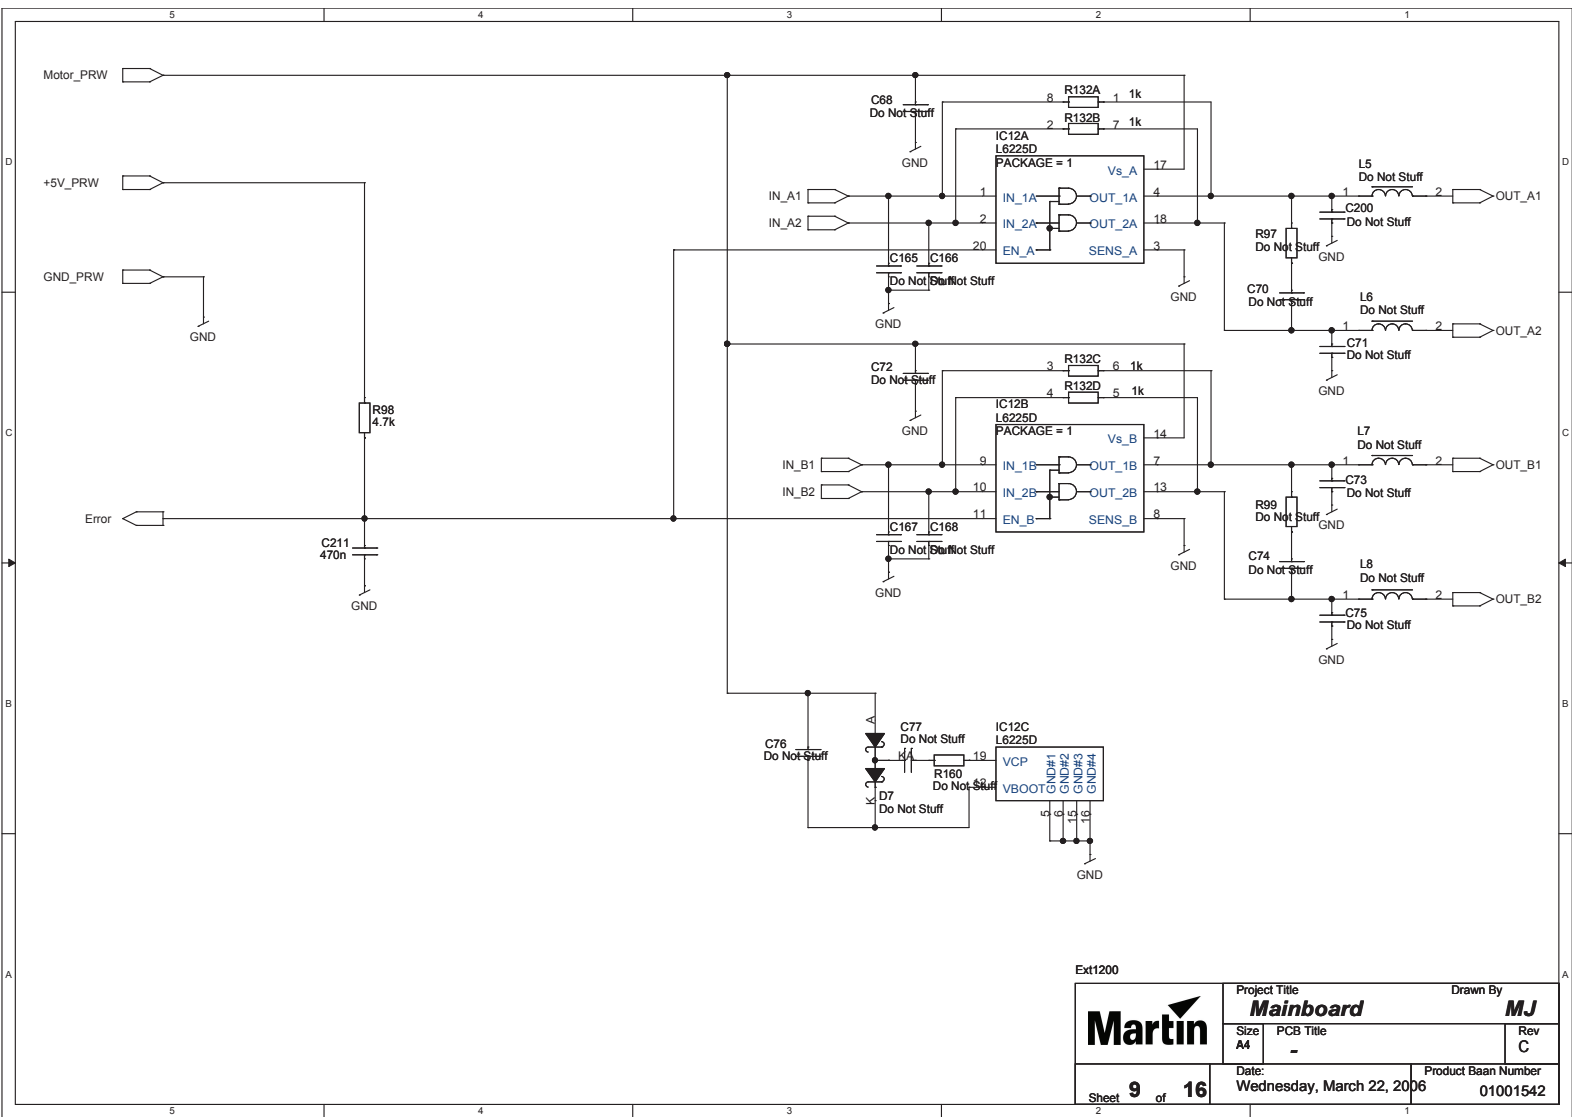 5 4 3 2 1
D
C
B
A
Motor_PRW
+5V_PRW
GND_PRW
GND
R98
4.7k
Error
C211
470n
GND
C68
Do Not Stuff
GND
8 R132A 1 1k
2 R132B 7 1k
IC12A
L6225D
PACKAGE = 1
Vs_A 17
IN_A1 1 IN_1A OUT_1A 4
IN_A2 2 IN_2A OUT_2A 18
20 EN_A SENS_A 3
GND
C165
Do Not Stuff
C166
Do Not Stuff
GND
R97
Do Not Stuff
C70
Do Not Stuff
L5
Do Not Stuff
1 2 OUT_A1
C200
Do Not Stuff
GND
L6
Do Not Stuff
1 2 OUT_A2
C71
Do Not Stuff
GND
C72
Do Not Stuff
GND
3 R132C 6 1k
4 R132D 5 1k
IC12B
L6225D
PACKAGE = 1
Vs_B 14
IN_B1 9 IN_1B OUT_1B 7
IN_B2 10 IN_2B OUT_2B 13
11 EN_B SENS_B 8
GND
C167
Do Not Stuff
C168
Do Not Stuff
GND
R99
Do Not Stuff
C74
Do Not Stuff
L7
Do Not Stuff
1 2 OUT_B1
C73
Do Not Stuff
GND
L8
Do Not Stuff
1 2 OUT_B2
C75
Do Not Stuff
GND
C76
Do Not Stuff
A
KA
K
D7
Do Not Stuff
C77
Do Not Stuff
R160
Do Not Stuff
IC12C
L6225D
19 VCP
12 VBOOT
GND#1
GND#2
GND#3
GND#4
5
6
15
16
GND
Ext1200
Martin
Project Title
Mainboard
Drawn By
MJ
Size
A4
PCB Title
-
Rev
C
Sheet 9 of 16
Date:
Wednesday, March 22, 2006
Product Baan Number
01001542
D
C
B
A
5 4 3 2 1